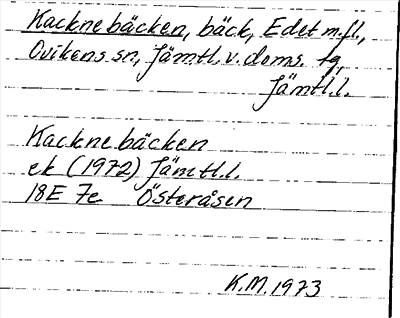 Kacknebäcken, bäck, Edet m.fl.,
Ovikens sn, Jämtl. v. doms. tg,
Jämtl.l.
Kacknebäcken
ek (1972) Jämtl.l.
18E 7e Österåsen
K.M. 1973